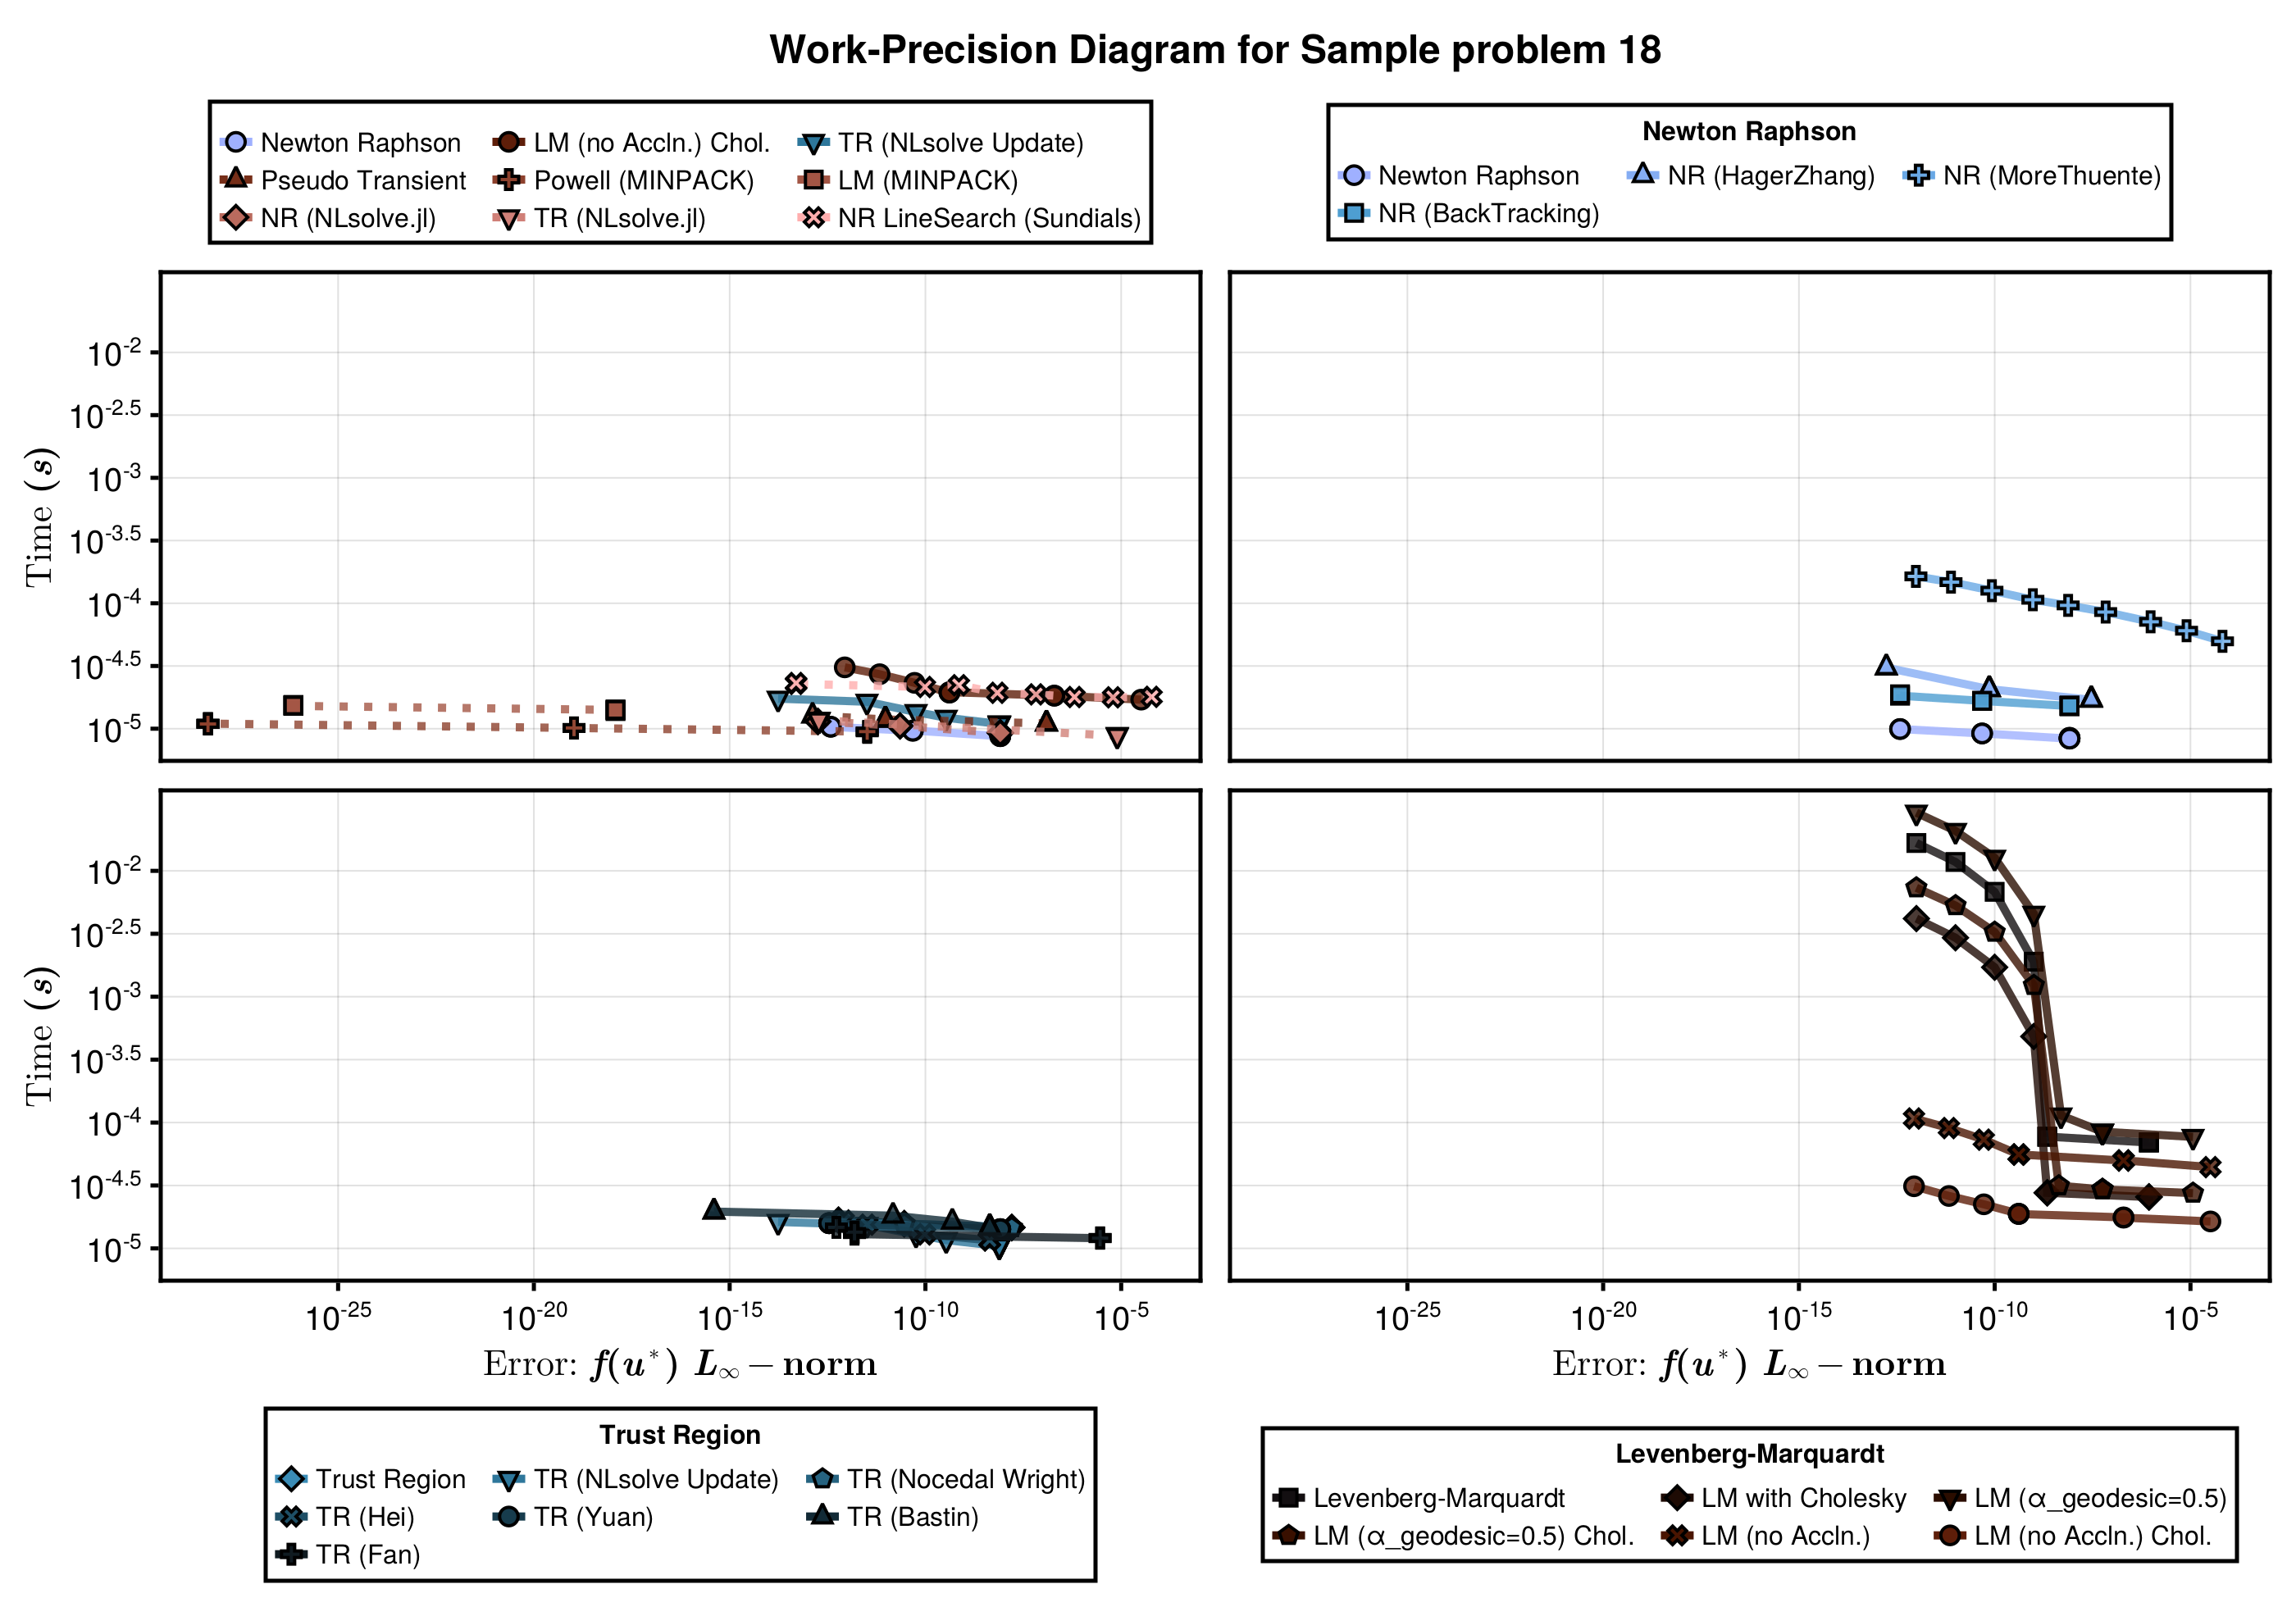 Work-Precision Diagram for Sample problem 18
Newton Raphson LM (no Accln.) Chol. TR (NLsolve Update)
Pseudo Transient Powell (MINPACK) LM (MINPACK)
NR (NLsolve.jl) TR (NLsolve.jl) NR LineSearch (Sundials)
Newton Raphson
Newton Raphson NR (HagerZhang) NR (MoreThuente)
NR (BackTracking)
Time (s)
10^-2
10^-2.5
10^-3
10^-3.5
10^-4
10^-4.5
10^-5
Time (s)
10^-2
10^-2.5
10^-3
10^-3.5
10^-4
10^-4.5
10^-5
10^-25 10^-20 10^-15 10^-10 10^-5
10^-25 10^-20 10^-15 10^-10 10^-5
Error: f(u*) L∞ − norm
Error: f(u*) L∞ − norm
Trust Region
Trust Region TR (NLsolve Update) TR (Nocedal Wright)
TR (Hei) TR (Yuan) TR (Bastin)
TR (Fan)
Levenberg-Marquardt
Levenberg-Marquardt LM with Cholesky LM (α_geodesic=0.5)
LM (α_geodesic=0.5) Chol. LM (no Accln.) LM (no Accln.) Chol.